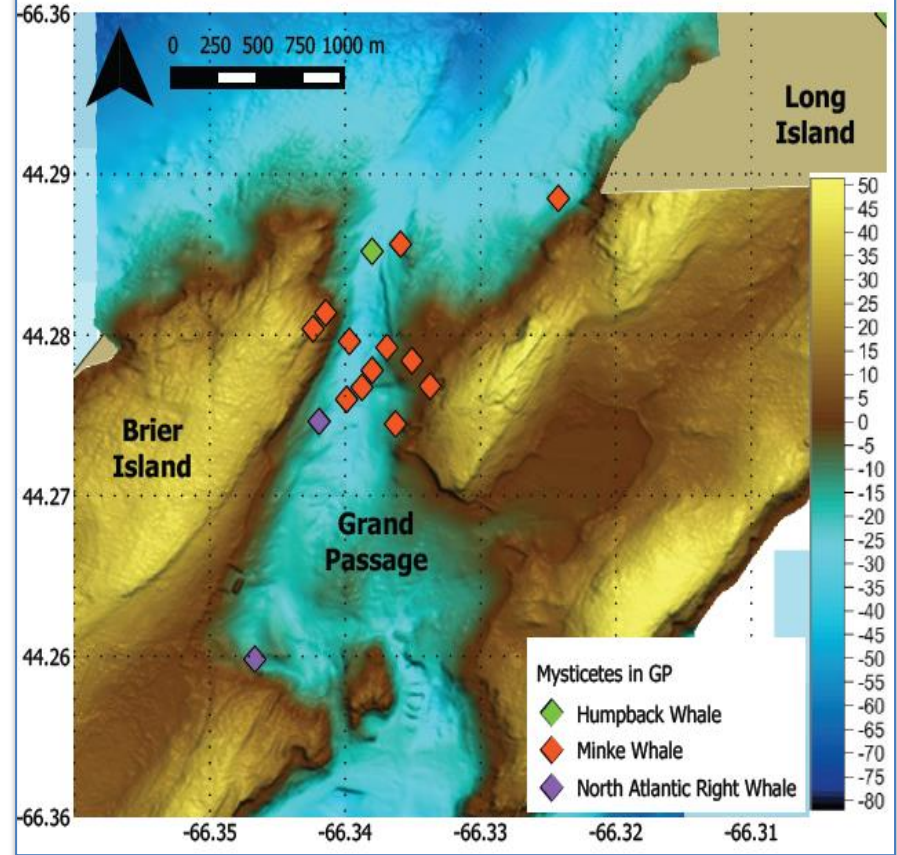 -66.36
0 250 500 750 1000 m
Long
Island
44.29
50
45
40
35
30
25
20
15
10
5
0
-5
-10
-15
-20
-25
-30
-35
-40
-45
-50
-55
-60
-65
-70
-75
-80
44.28
Brier
Island
44.27
Grand
Passage
44.26
Mysticetes in GP
Humpback Whale
Minke Whale
North Atlantic Right Whale
-66.36
-66.35 -66.34 -66.33 -66.32 -66.31